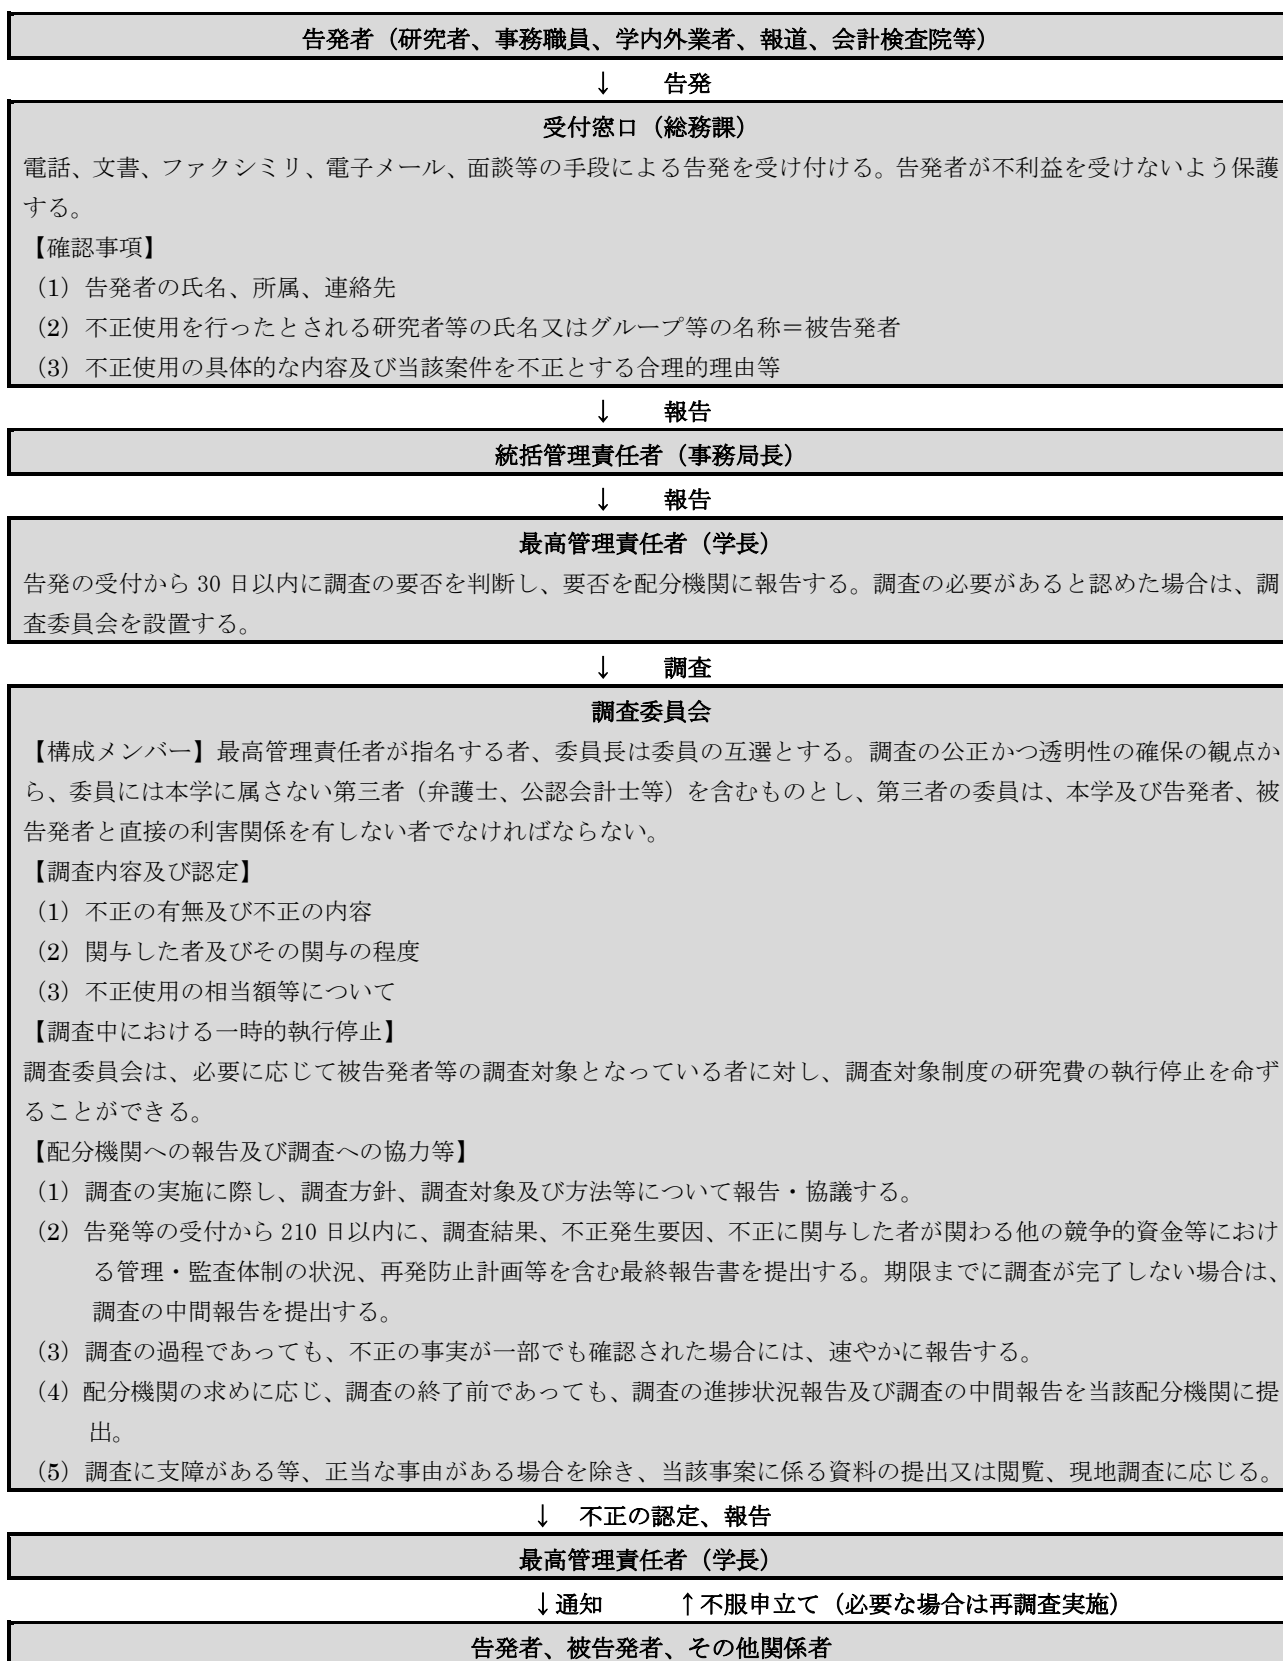 告発者（研究者、事務職員、学内外業者、報道、会計検査院等）
↓　告発
受付窓口（総務課）
電話、文書、ファクシミリ、電子メール、面談等の手段による告発を受け付ける。告発者が不利益を受けないよう保護
する。
【確認事項】
（1）告発者の氏名、所属、連絡先
（2）不正使用を行ったとされる研究者等の氏名又はグループ等の名称＝被告発者
（3）不正使用の具体的な内容及び当該案件を不正とする合理的理由等
↓　報告
統括管理責任者（事務局長）
↓　報告
最高管理責任者（学長）
告発の受付から 30 日以内に調査の要否を判断し、要否を配分機関に報告する。調査の必要があると認めた場合は、調
査委員会を設置する。
↓　調査
調査委員会
【構成メンバー】最高管理責任者が指名する者、委員長は委員の互選とする。調査の公正かつ透明性の確保の観点か
ら、委員には本学に属さない第三者（弁護士、公認会計士等）を含むものとし、第三者の委員は、本学及び告発者、被
告発者と直接の利害関係を有しない者でなければならない。
【調査内容及び認定】
（1）不正の有無及び不正の内容
（2）関与した者及びその関与の程度
（3）不正使用の相当額等について
【調査中における一時的執行停止】
調査委員会は、必要に応じて被告発者等の調査対象となっている者に対し、調査対象制度の研究費の執行停止を命ず
ることができる。
【配分機関への報告及び調査への協力等】
（1）調査の実施に際し、調査方針、調査対象及び方法等について報告・協議する。
（2）告発等の受付から 210 日以内に、調査結果、不正発生要因、不正に関与した者が関わる他の競争的資金等におけ
る管理・監査体制の状況、再発防止計画等を含む最終報告書を提出する。期限までに調査が完了しない場合は、
調査の中間報告を提出する。
（3）調査の過程であっても、不正の事実が一部でも確認された場合には、速やかに報告する。
（4）配分機関の求めに応じ、調査の終了前であっても、調査の進捗状況報告及び調査の中間報告を当該配分機関に提
出。
（5）調査に支障がある等、正当な事由がある場合を除き、当該事案に係る資料の提出又は閲覧、現地調査に応じる。
↓　不正の認定、報告
最高管理責任者（学長）
↓通知　↑不服申立て（必要な場合は再調査実施）
告発者、被告発者、その他関係者